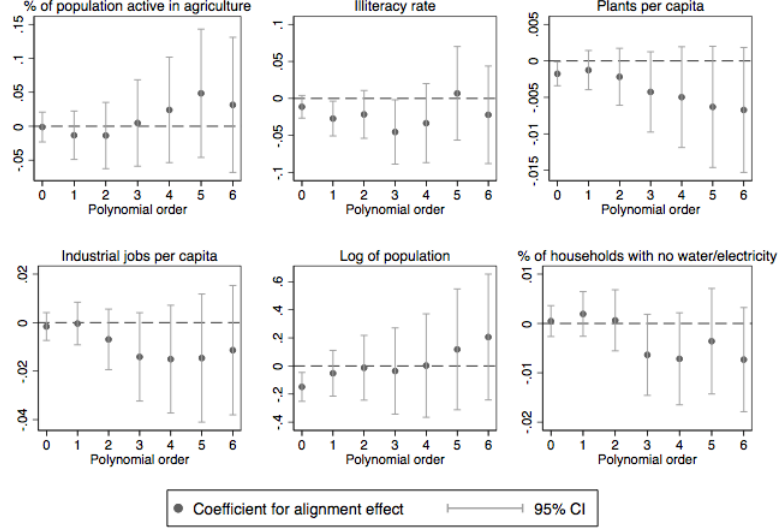 % of population active in agriculture
.15
.1
.05
0
-.05
0 1 2 3 4 5 6
Polynomial order
Illiteracy rate
.1
.05
0
-.05
-.1
0 1 2 3 4 5 6
Polynomial order
Plants per capita
.005
0
-.005
-.01
-.015
0 1 2 3 4 5 6
Polynomial order
Industrial jobs per capita
.02
0
-.02
-.04
0 1 2 3 4 5 6
Polynomial order
Log of population
.6
.4
.2
0
-.2
-.4
0 1 2 3 4 5 6
Polynomial order
% of households with no water/electricity
.01
0
-.01
-.02
0 1 2 3 4 5 6
Polynomial order
Coefficient for alignment effect 95% CI